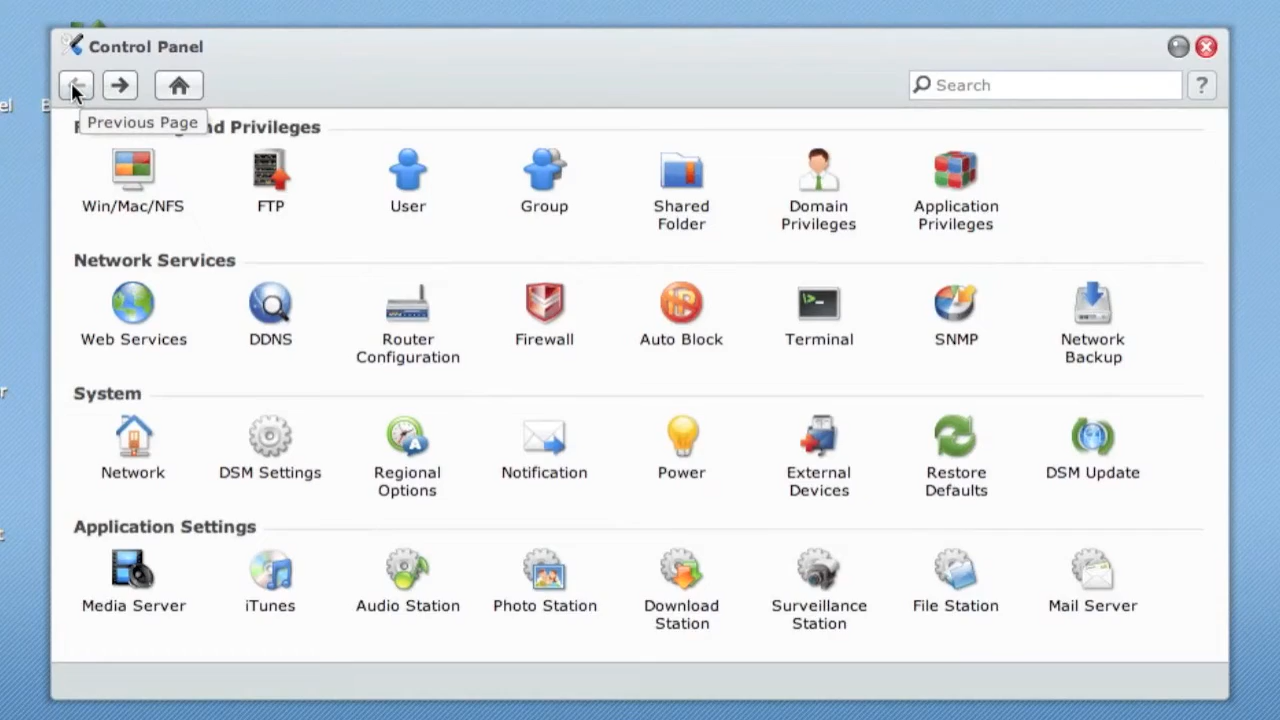 Control Panel
Search
?
Previous Page
nd Privileges
Win/Mac/NFS
FTP
User
Group
Shared
Folder
Domain
Privileges
Application
Privileges
Network Services
Web Services
DDNS
Router
Configuration
Firewall
Auto Block
Terminal
SNMP
Network
Backup
System
Network
DSM Settings
Regional
Options
Notification
Power
External
Devices
Restore
Defaults
DSM Update
Application Settings
Media Server
iTunes
Audio Station
Photo Station
Download
Station
Surveillance
Station
File Station
Mail Server